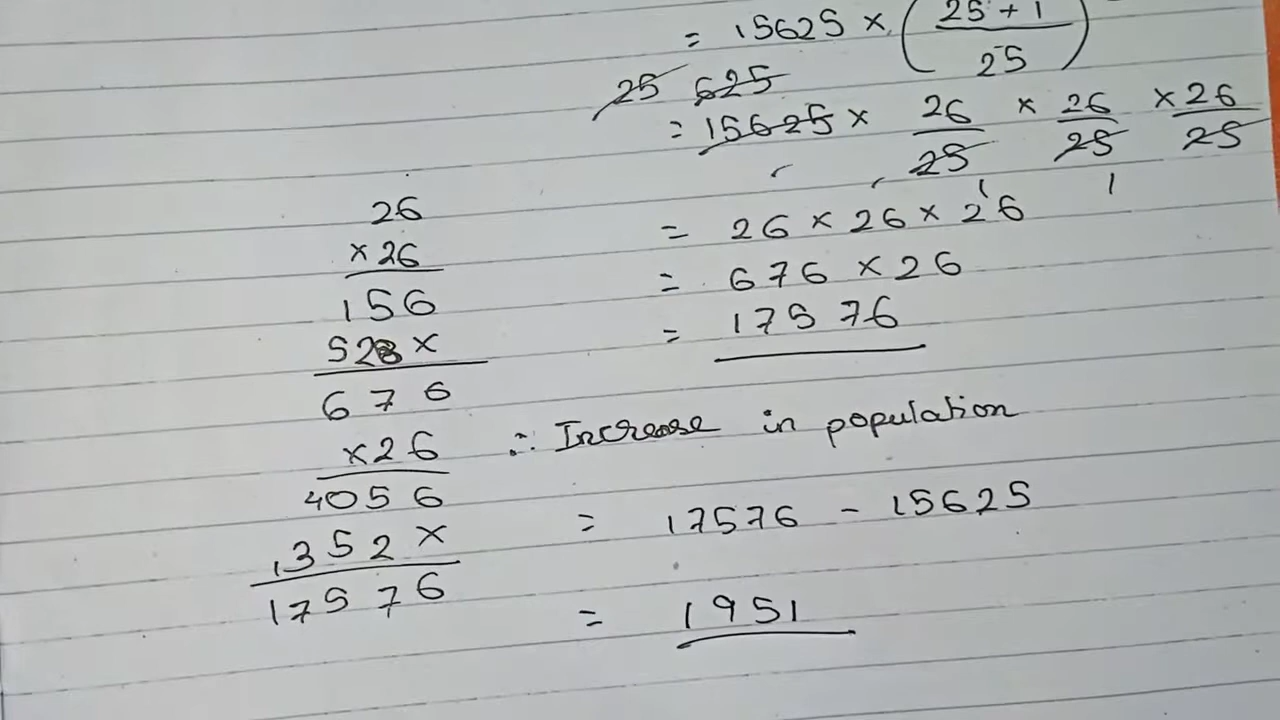 = 15625 × (25 + 1 / 25)
25 625
= 15625 × 26/25 × 26/25 × 26/25
1 1
= 26 × 26 × 26
= 676 × 26
= 17576
26
× 26
156
52 ×
676
× 26
4056
1352 ×
17576
∴ Increase in population
= 17576 - 15625
= 1951